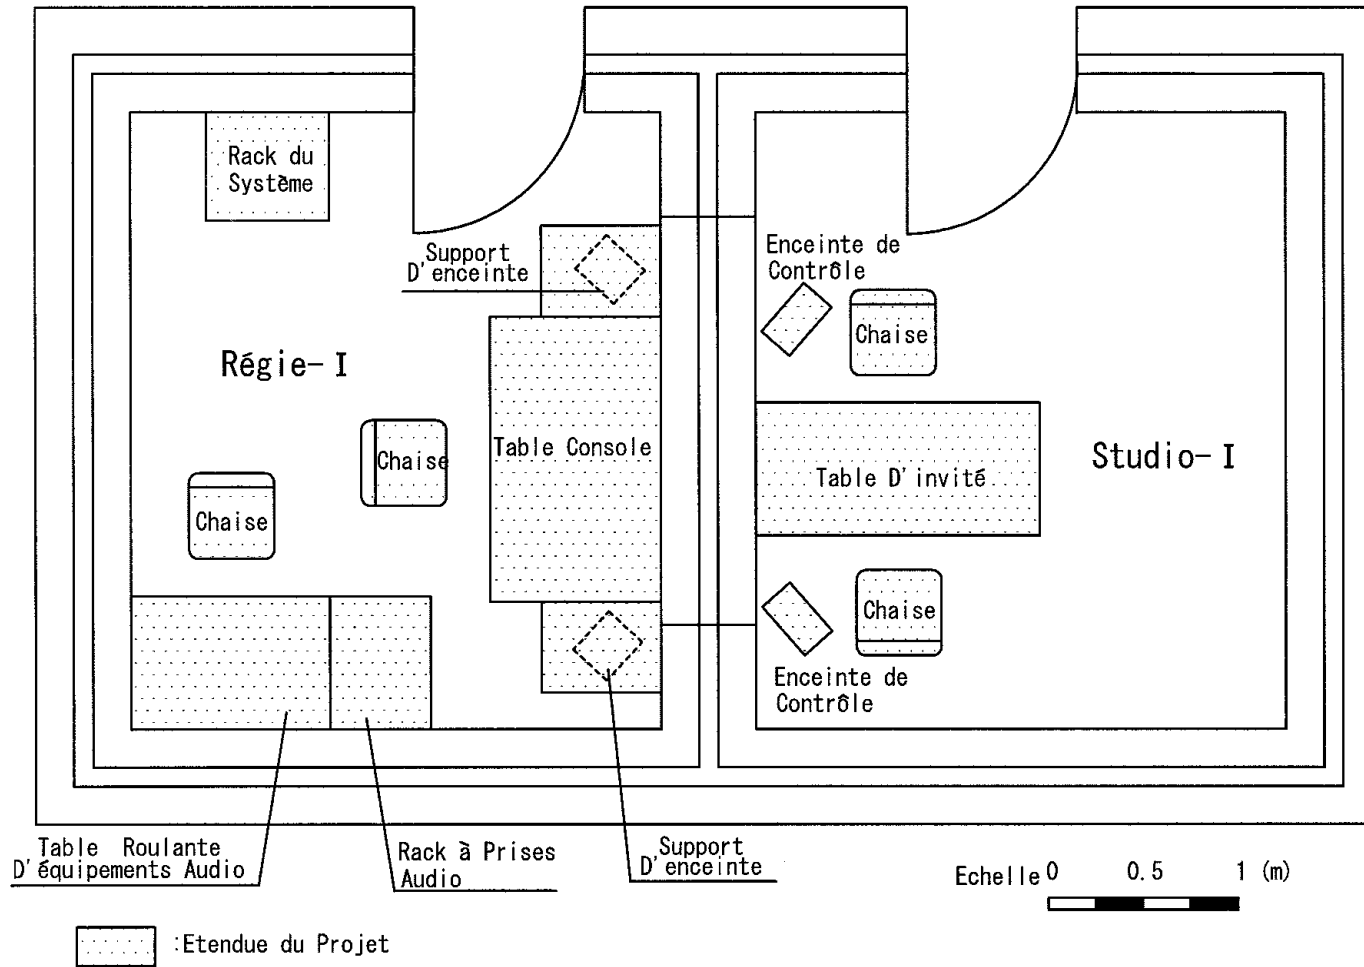 Rack du
Système
Support
D'enceinte
Enceinte de
Contrôle
Chaise
Régie-I
Chaise
Table Console
Chaise
Table D'invité
Studio-I
Chaise
Enceinte de
Contrôle
Table Roulante
D'équipements Audio
Rack à Prises
Audio
Support
D'enceinte
Echelle 0 0.5 1 (m)
:Etendue du Projet